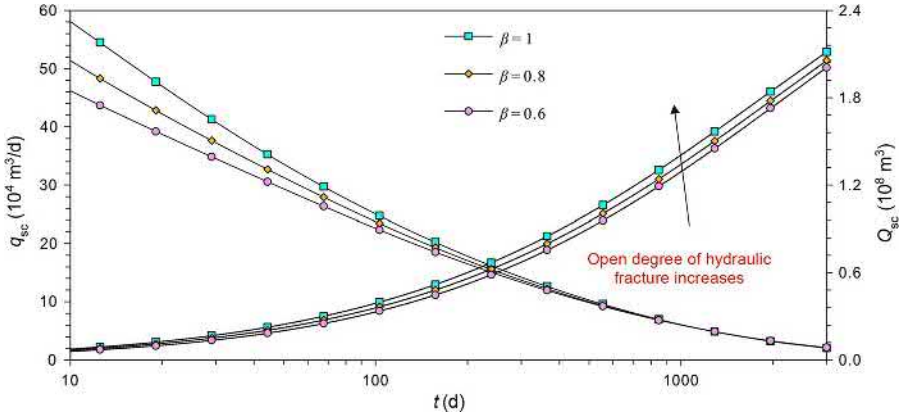 60
50
40
30
20
10
0
q_sc (10^4 m^3/d)
2.4
1.8
1.2
0.6
0.0
Q_sc (10^8 m^3)
β = 1
β = 0.8
β = 0.6
Open degree of hydraulic
fracture increases
10 100 1000
t (d)